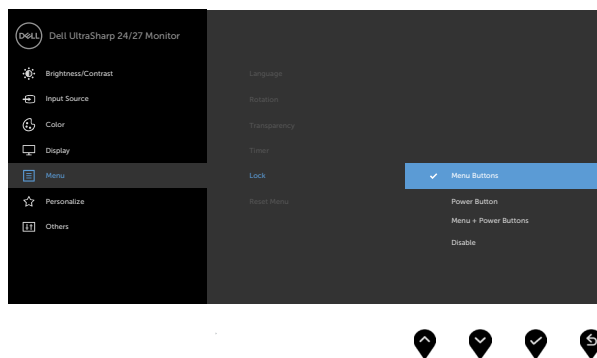 DELL
Dell UltraSharp 24/27 Monitor
Brightness/Contrast
Input Source
Color
Display
Menu
Personalize
Others
Language
Rotation
Transparency
Timer
Lock
Reset Menu
Menu Buttons
Power Button
Menu + Power Buttons
Disable